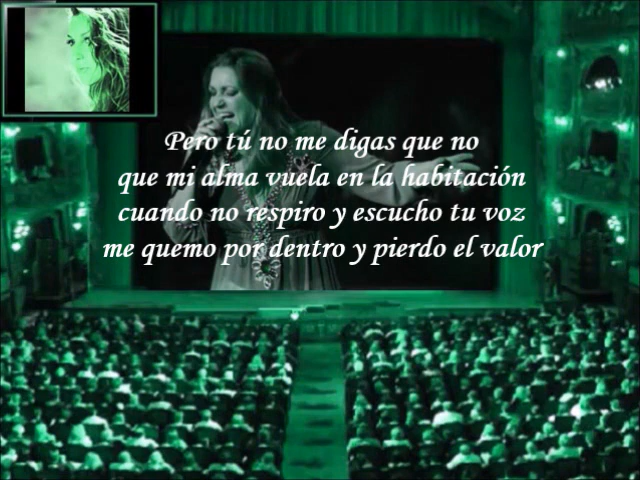 Pero tú no me digas que no
que mi alma vuela en la habitación
cuando no respiro y escucho tu voz
me quemo por dentro y pierdo el valor